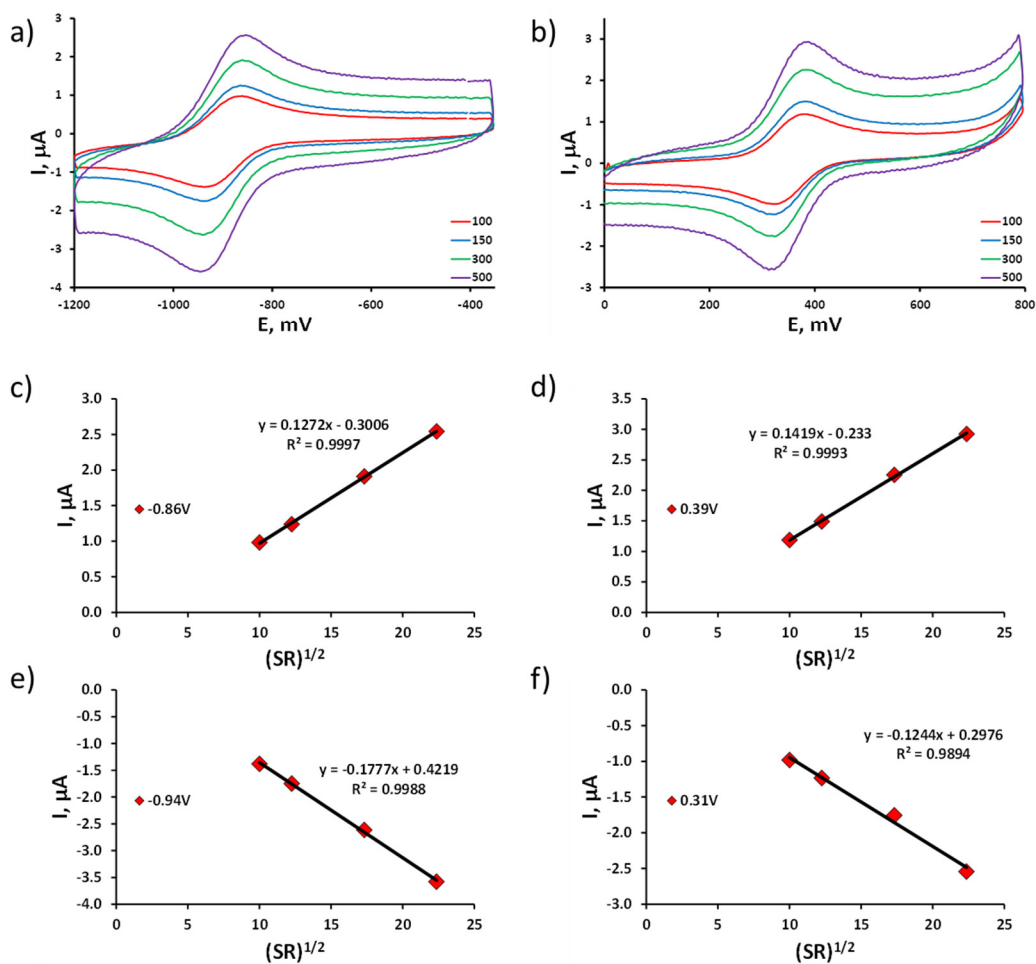 a)
3
2
1
0
-1
-2
-3
-4
I, µA
-1200
-1000
-800
-600
-400
E, mV
100
150
300
500
b)
3
2
1
0
-1
-2
-3
I, µA
0
200
400
600
800
E, mV
100
150
300
500
c)
3.0
2.5
2.0
1.5
1.0
0.5
0.0
I, µA
y = 0.1272x - 0.3006
R² = 0.9997
-0.86V
0
5
10
15
20
25
(SR)1/2
d)
3.5
3.0
2.5
2.0
1.5
1.0
0.5
0.0
I, µA
y = 0.1419x - 0.233
R² = 0.9993
0.39V
0
5
10
15
20
25
(SR)1/2
e)
0.0
-0.5
-1.0
-1.5
-2.0
-2.5
-3.0
-3.5
-4.0
I, µA
y = -0.1777x + 0.4219
R² = 0.9988
-0.94V
0
5
10
15
20
25
(SR)1/2
f)
0.0
-0.5
-1.0
-1.5
-2.0
-2.5
-3.0
I, µA
y = -0.1244x + 0.2976
R² = 0.9894
0.31V
0
5
10
15
20
25
(SR)1/2